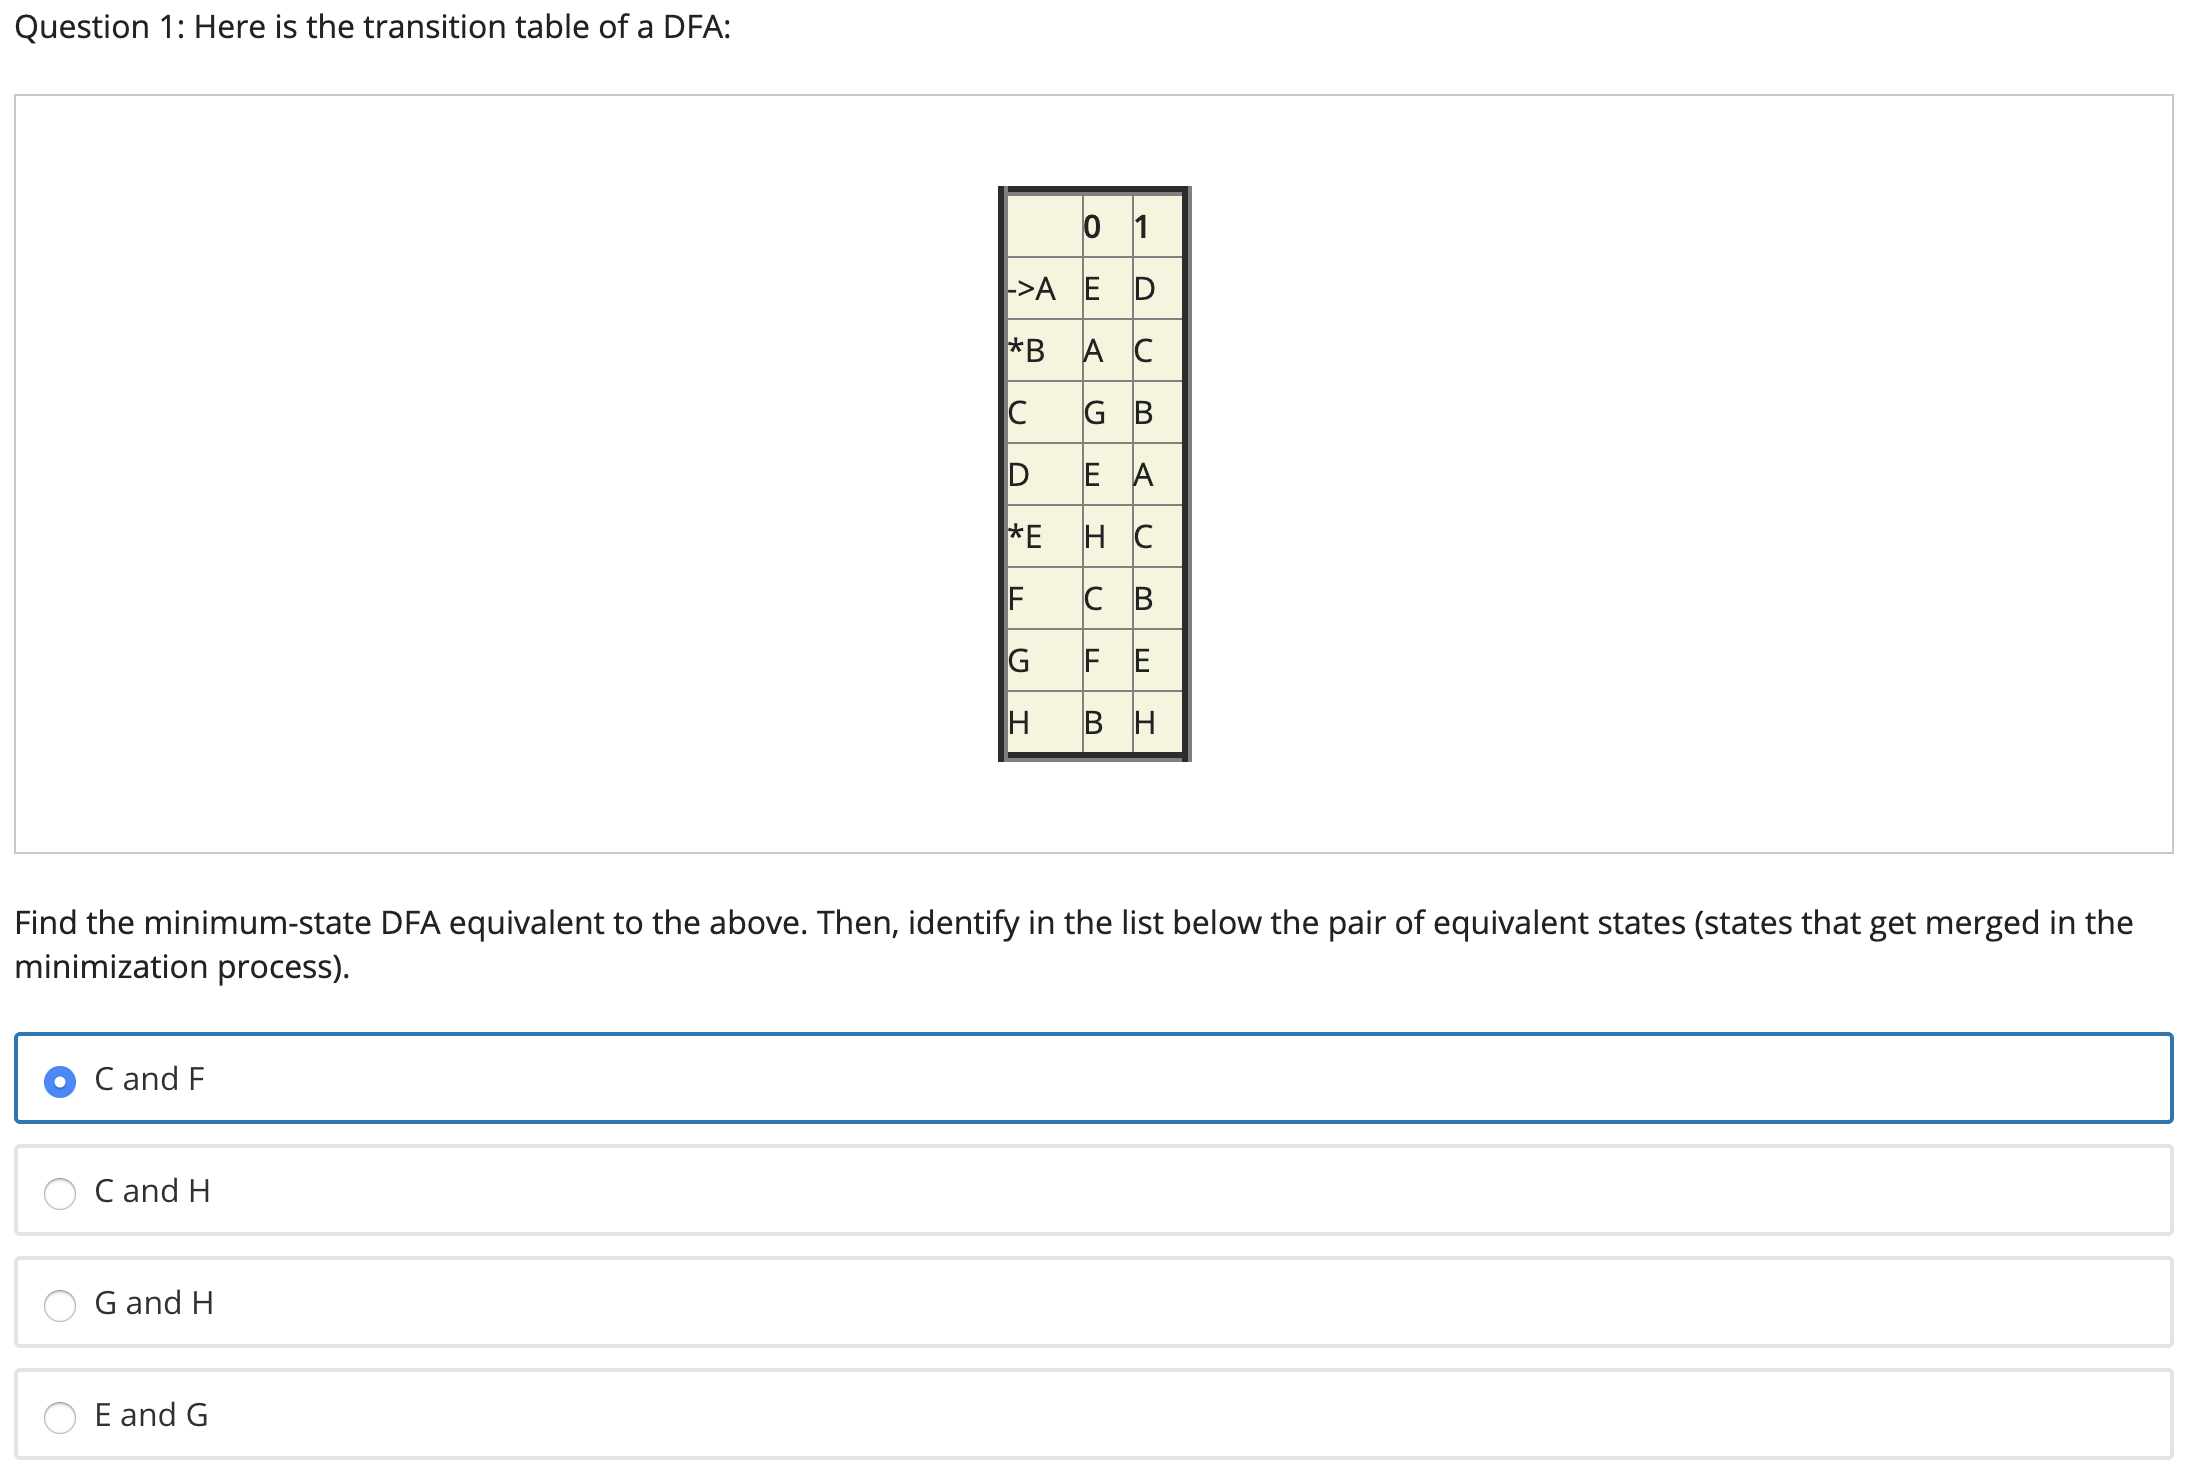 Question 1: Here is the transition table of a DFA:
0 1
->A E D
*B A C
C G B
D E A
*E H C
F C B
G F E
H B H
Find the minimum-state DFA equivalent to the above. Then, identify in the list below the pair of equivalent states (states that get merged in the
minimization process).
C and F
C and H
G and H
E and G